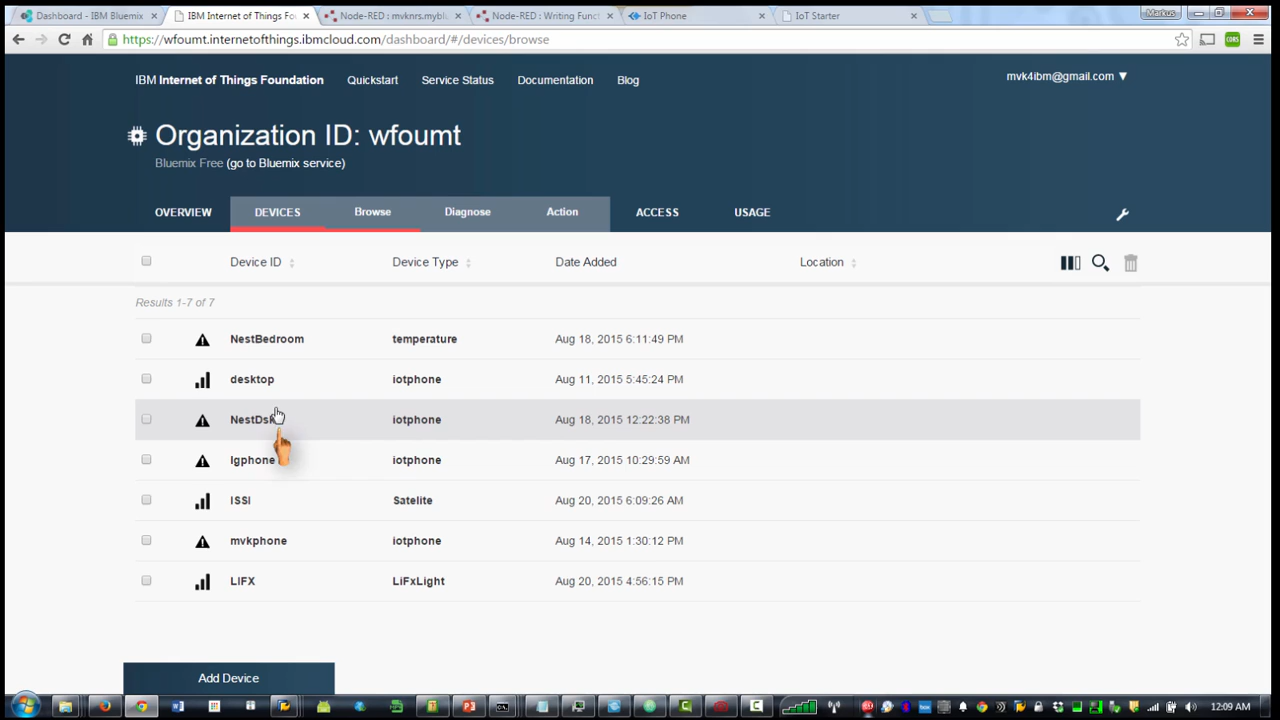 Dashboard - IBM Bluemix
IBM Internet of Things Fou
Node-RED : mvknrs.myblu
Node-RED : Writing Funct
IoT Phone
IoT Starter
Markus
https://wfoumt.internetofthings.ibmcloud.com/dashboard/#/devices/browse
IBM Internet of Things Foundation
Quickstart
Service Status
Documentation
Blog
mvk4ibm@gmail.com ▼
Organization ID: wfoumt
Bluemix Free (go to Bluemix service)
OVERVIEW
DEVICES
Browse
Diagnose
Action
ACCESS
USAGE
Device ID
Device Type
Date Added
Location
Results 1-7 of 7
NestBedroom temperature Aug 18, 2015 6:11:49 PM
desktop iotphone Aug 11, 2015 5:45:24 PM
iotphone Aug 18, 2015 12:22:38 PM
lgphone iotphone Aug 17, 2015 10:29:59 AM
ISSI Satelite Aug 20, 2015 6:09:26 AM
mvkphone iotphone Aug 14, 2015 1:30:12 PM
LIFX LiFxLight Aug 20, 2015 4:56:15 PM
Add Device
12:09 AM